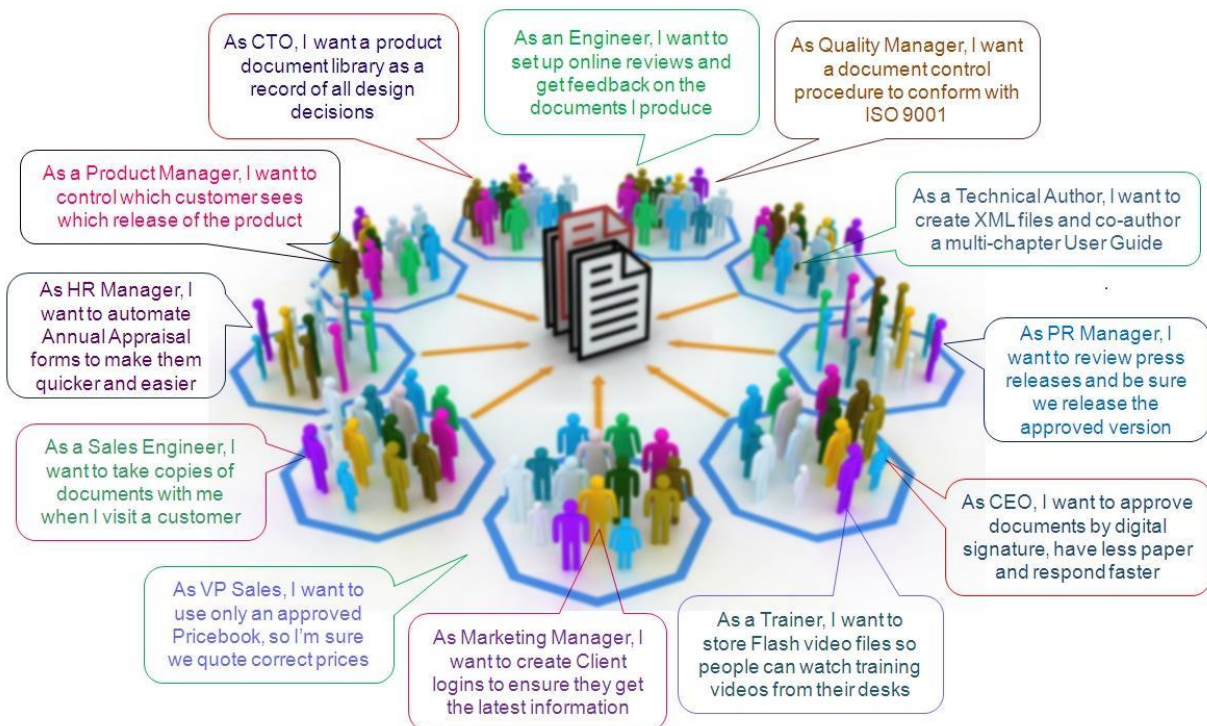 As CTO, I want a product
document library as a
record of all design
decisions
As an Engineer, I want to
set up online reviews and
get feedback on the
documents I produce
As Quality Manager, I want
a document control
procedure to conform with
ISO 9001
As a Product Manager, I want to
control which customer sees
which release of the product
As a Technical Author, I want to
create XML files and co-author
a multi-chapter User Guide
As HR Manager, I
want to automate
Annual Appraisal
forms to make them
quicker and easier
As PR Manager, I
want to review press
releases and be sure
we release the
approved version
As a Sales Engineer, I
want to take copies of
documents with me
when I visit a customer
As CEO, I want to approve
documents by digital
signature, have less paper
and respond faster
As VP Sales, I want to
use only an approved
Pricebook, so I'm sure
we quote correct prices
As Marketing Manager, I
want to create Client
logins to ensure they get
the latest information
As a Trainer, I want to
store Flash video files so
people can watch training
videos from their desks